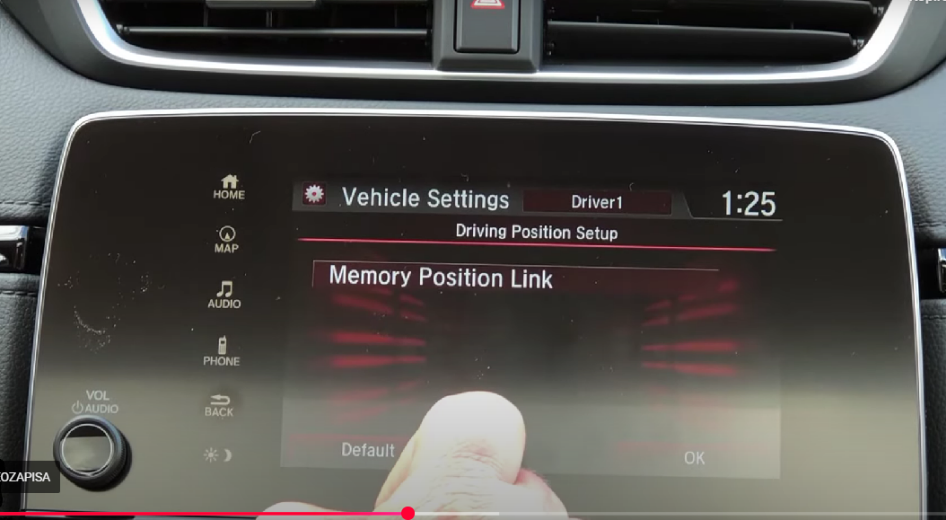 HOME
Vehicle Settings
Driver1
1:25
Driving Position Setup
MAP
Memory Position Link
AUDIO
PHONE
VOL
AUDIO
BACK
Default
OK
OZAPISA